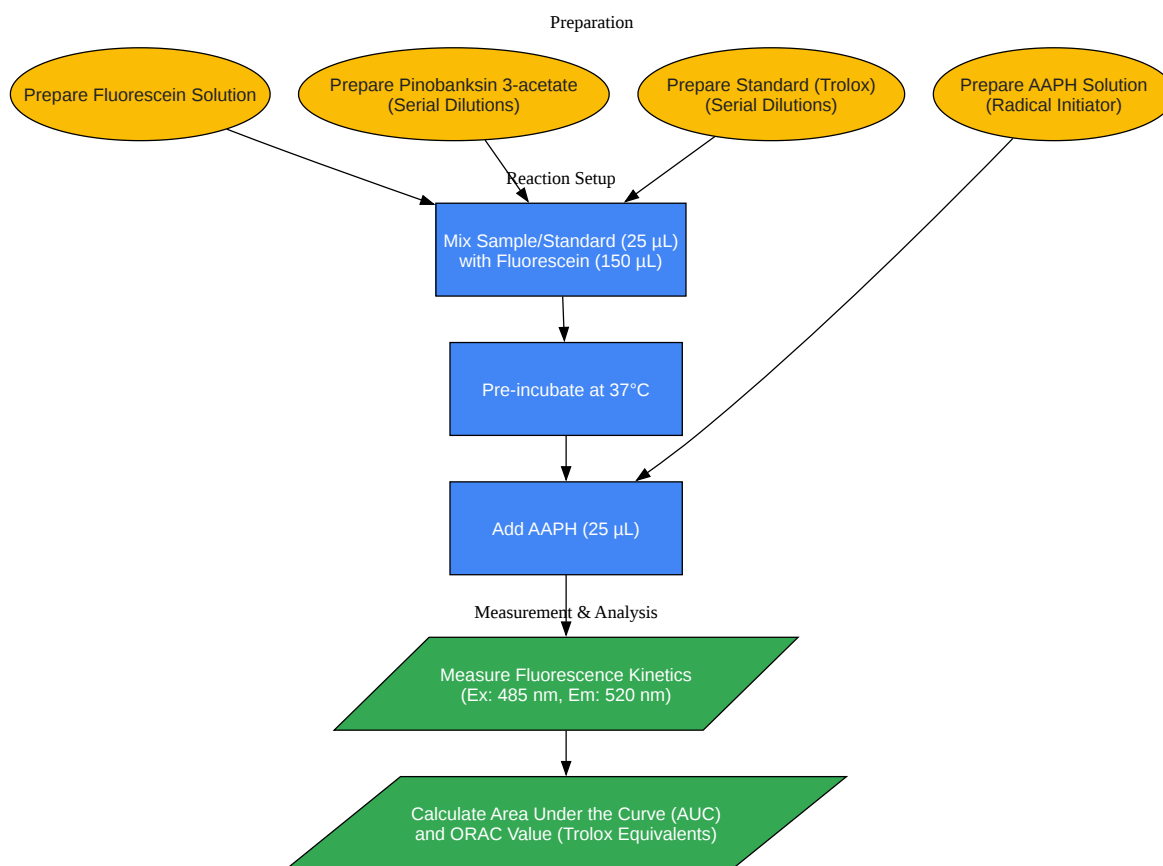 Preparation
Prepare Fluorescein Solution
Prepare Pinobanksin 3-acetate
(Serial Dilutions)
Prepare Standard (Trolox)
(Serial Dilutions)
Prepare AAPH Solution
(Radical Initiator)
Reaction Setup
Mix Sample/Standard (25 µL)
with Fluorescein (150 µL)
Pre-incubate at 37°C
Add AAPH (25 µL)
Measurement & Analysis
Measure Fluorescence Kinetics
(Ex: 485 nm, Em: 520 nm)
Calculate Area Under the Curve (AUC)
and ORAC Value (Trolox Equivalents)